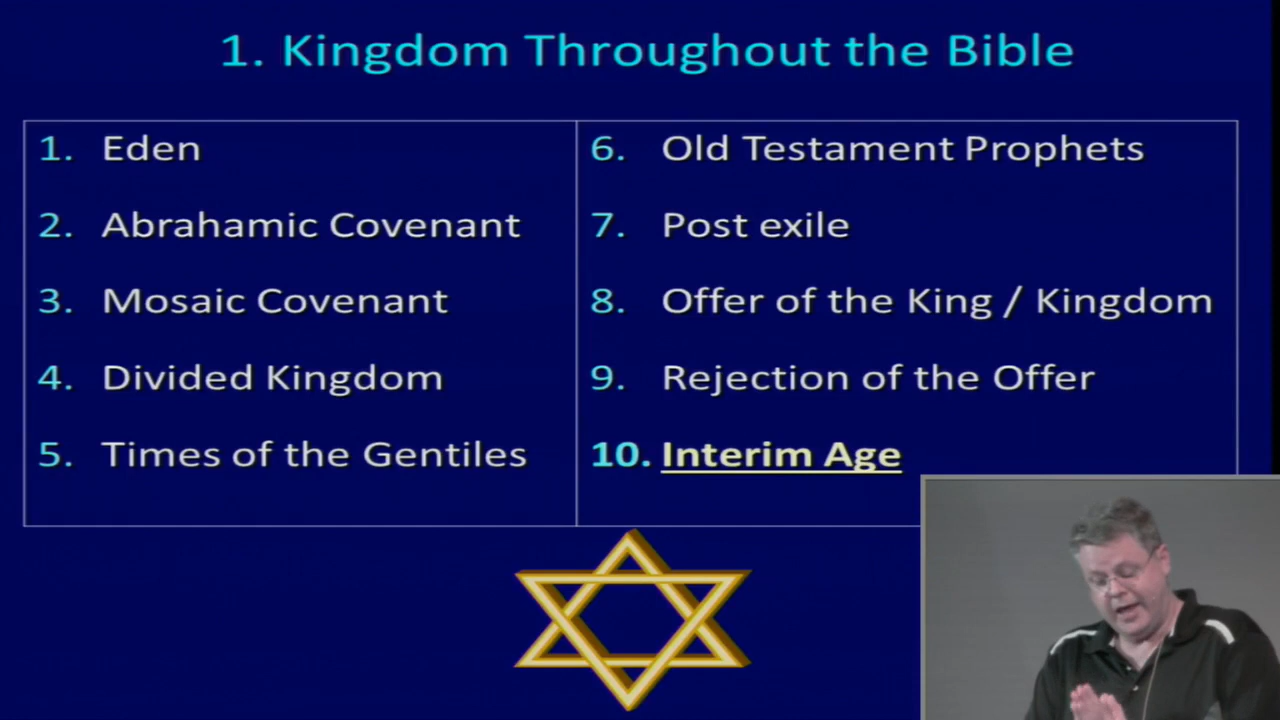 1. Kingdom Throughout the Bible
1. Eden
2. Abrahamic Covenant
3. Mosaic Covenant
4. Divided Kingdom
5. Times of the Gentiles
6. Old Testament Prophets
7. Post exile
8. Offer of the King / Kingdom
9. Rejection of the Offer
10. Interim Age